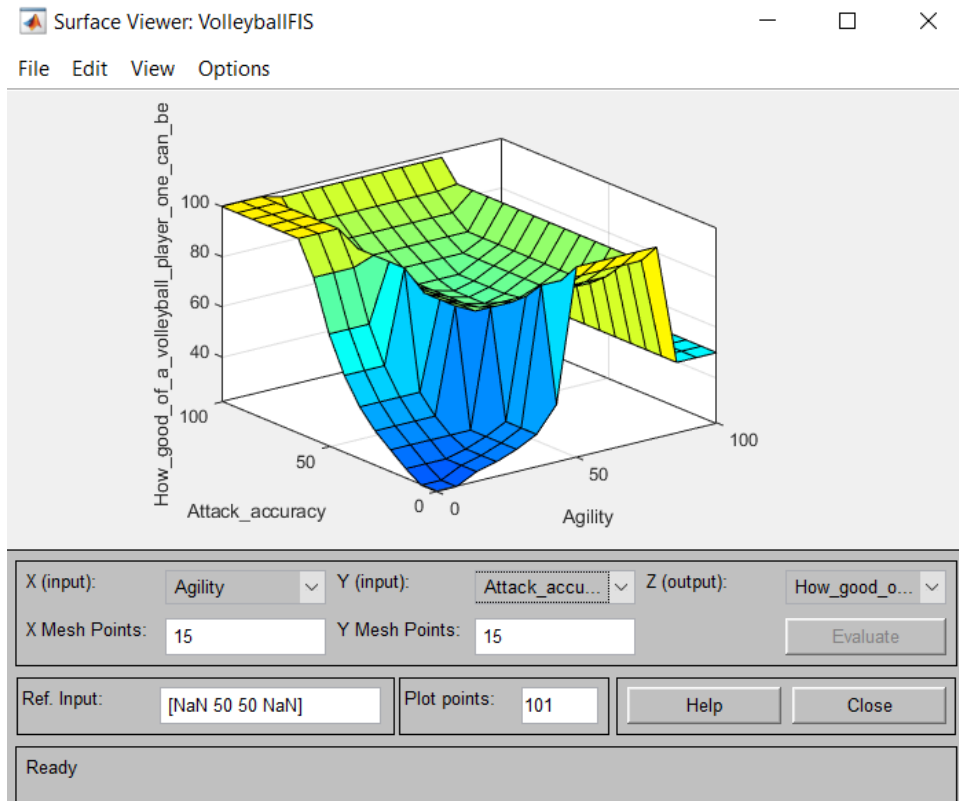 Surface Viewer: VolleyballFIS
File Edit View Options
How_good_of_a_volleyball_player_one_can_be
100
80
60
40
100
50
0
Attack_accuracy
0
50
100
Agility
X (input):
Agility
Y (input):
Attack_accu...
Z (output):
How_good_o...
X Mesh Points:
15
Y Mesh Points:
15
Evaluate
Ref. Input:
[NaN 50 50 NaN]
Plot points:
101
Help
Close
Ready